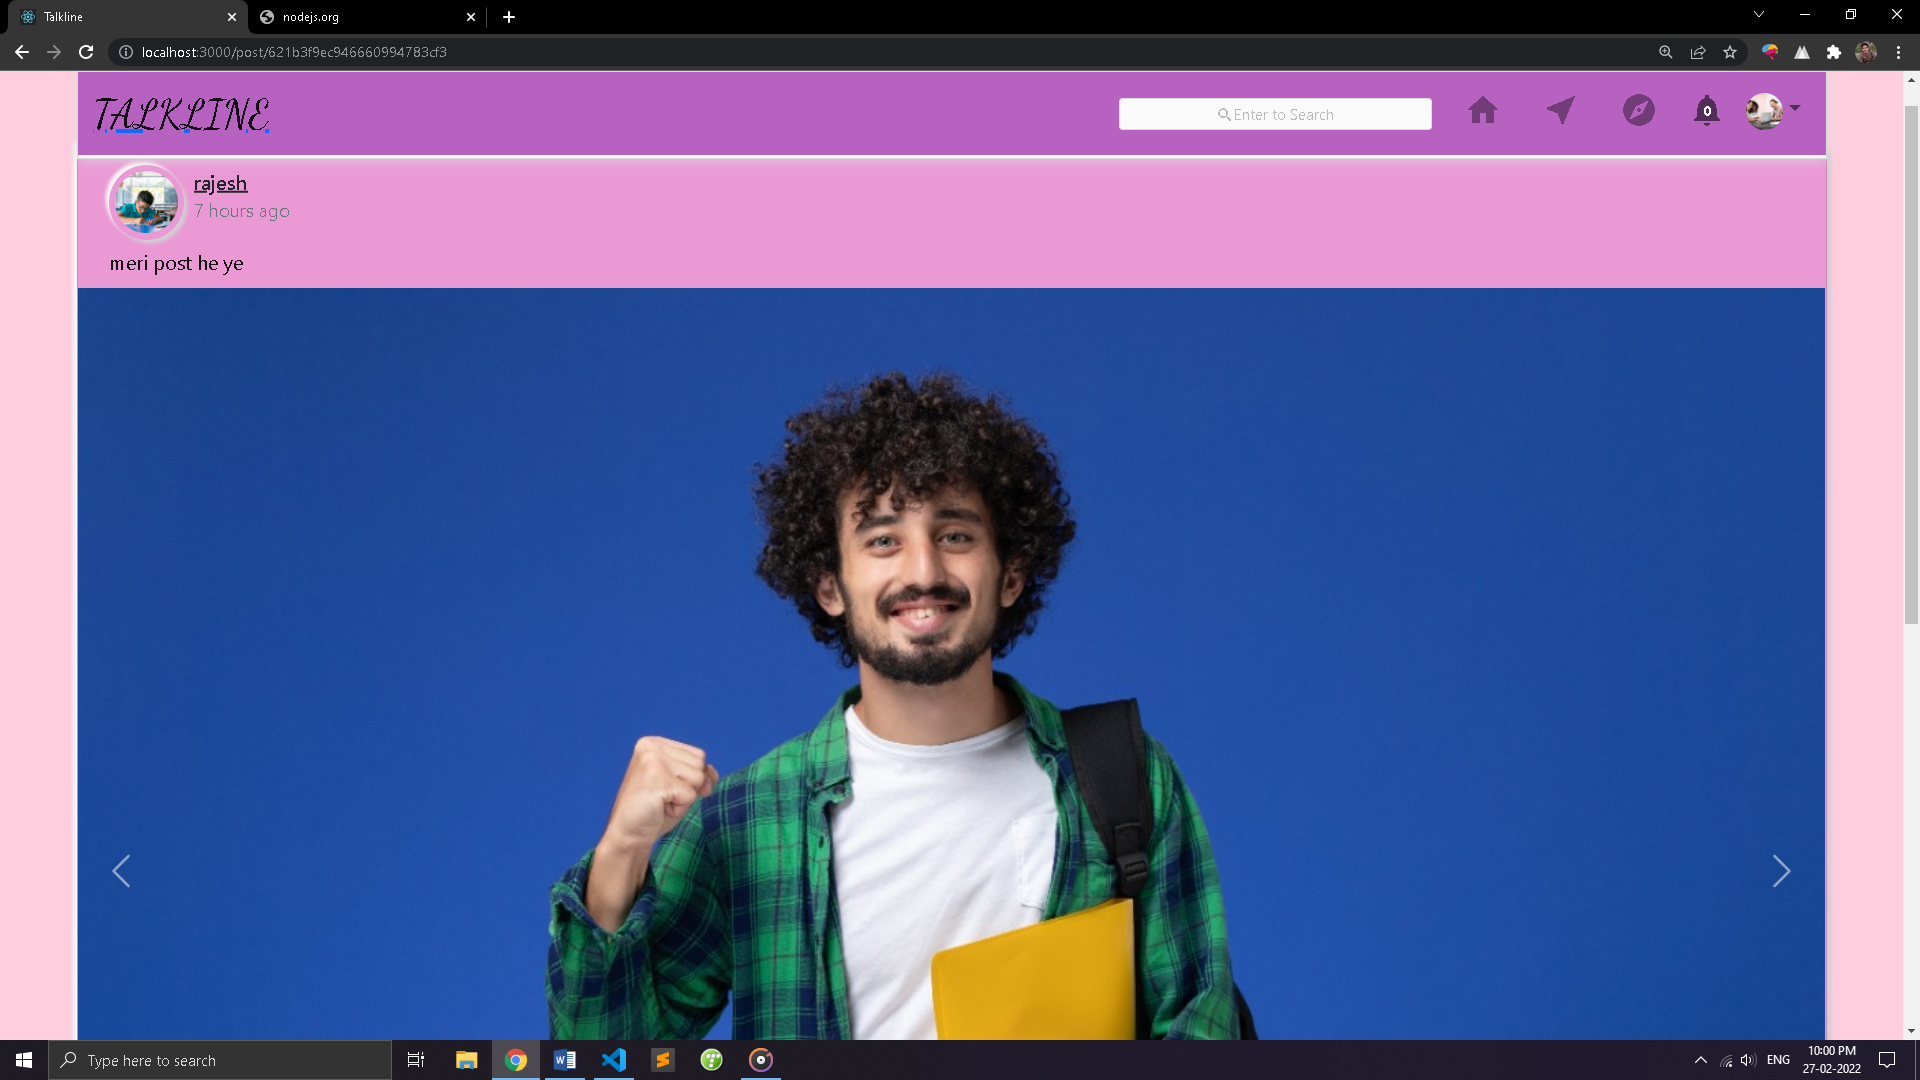 Talkline
nodejs.org
localhost:3000/post/621b3f9ec946660994783cf3
TALKLINE
Enter to Search
0
rajesh
7 hours ago
meri post he ye
Type here to search
ENG
10:00 PM
27-02-2022